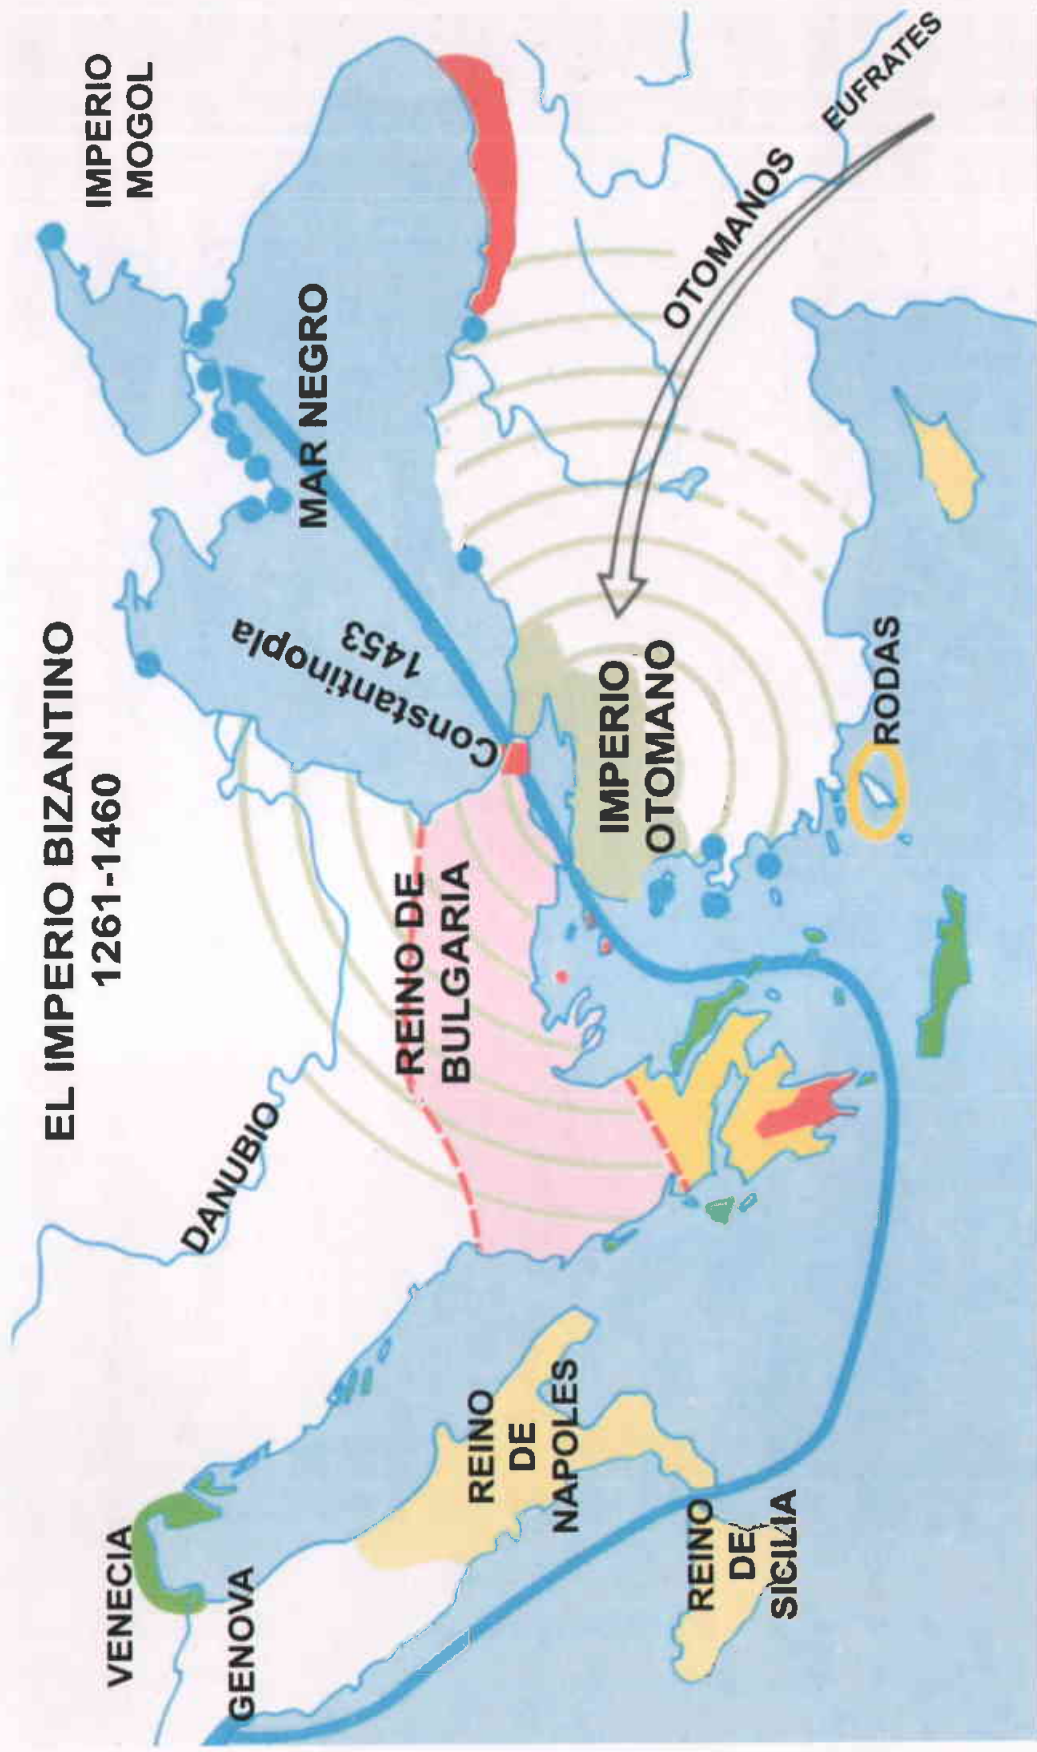 EL IMPERIO BIZANTINO
1261-1460
IMPERIO
MOGOL
VENECIA
GENOVA
DANUBIO
MAR NEGRO
Constantinopla
1453
REINO DE
BULGARIA
REINO
DE
NAPOLES
REINO
DE
SICILIA
IMPERIO
OTOMANO
OTOMANOS
EUFRATES
RODAS